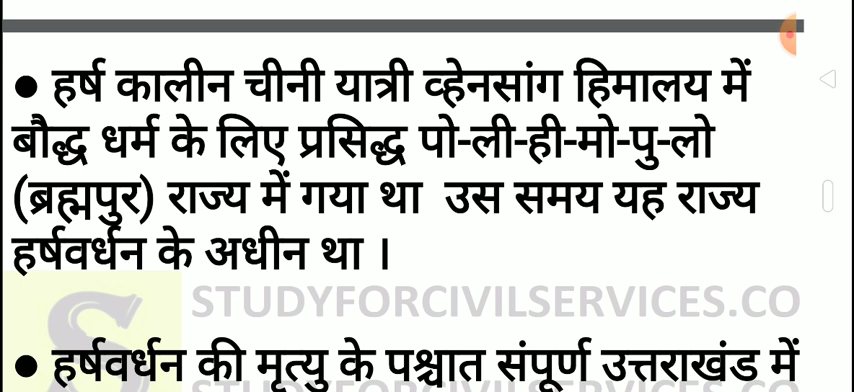 ● हर्ष कालीन चीनी यात्री व्हेनसांग हिमालय में
बौद्ध धर्म के लिए प्रसिद्ध पो-ली-ही-मो-पु-लो
(ब्रह्मपुर) राज्य में गया था उस समय यह राज्य
हर्षवर्धन के अधीन था ।
STUDYFORCIVILSERVICES.CO
● हर्षवर्धन की मृत्यु के पश्चात संपूर्ण उत्तराखंड में